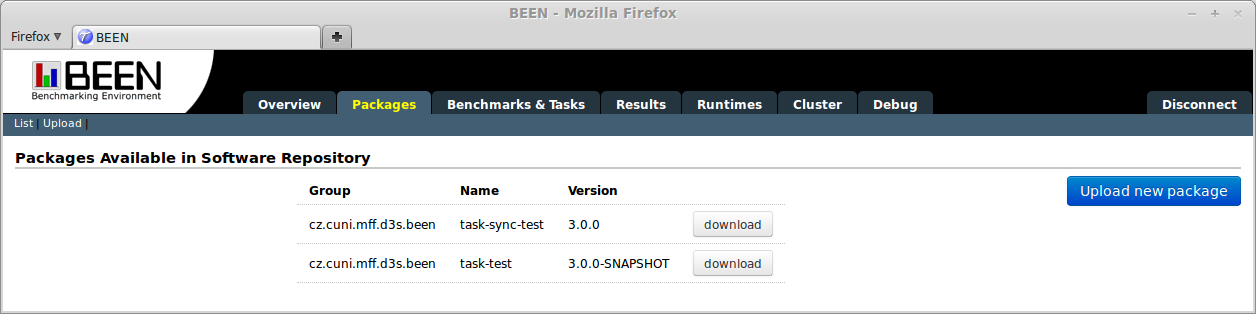 BEEN - Mozilla Firefox
Firefox
BEEN
BEEN
Benchmarking Environment
Overview Packages Benchmarks & Tasks Results Runtimes Cluster Debug Disconnect
List | Upload |
Packages Available in Software Repository
Upload new package
Group Name Version
cz.cuni.mff.d3s.been task-sync-test 3.0.0 download
cz.cuni.mff.d3s.been task-test 3.0.0-SNAPSHOT download